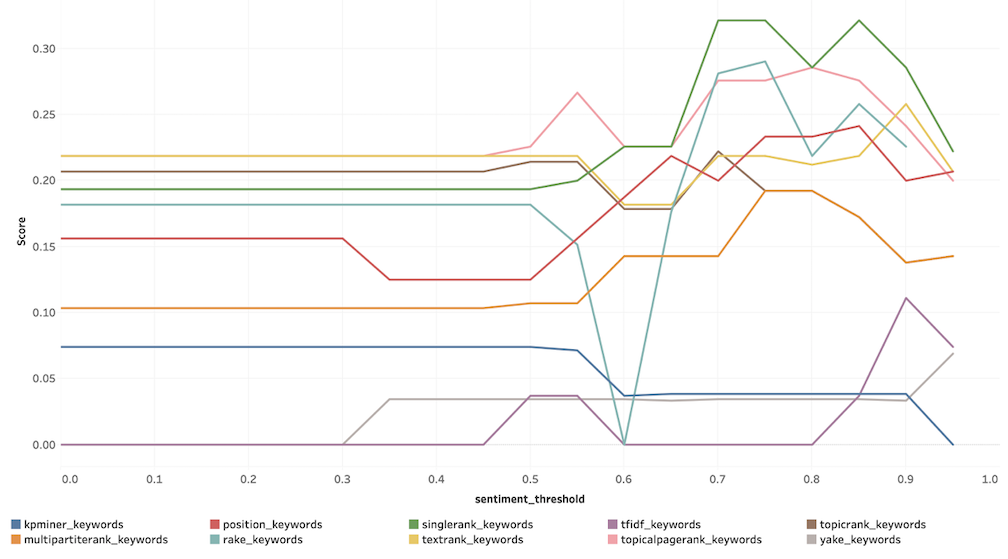 0.30
0.25
0.20
0.15
0.10
0.05
0.00
Score
0.0 0.1 0.2 0.3 0.4 0.5 0.6 0.7 0.8 0.9 1.0
sentiment_threshold
kpminer_keywords position_keywords singlerank_keywords tfidf_keywords topicrank_keywords
multipartiterank_keywords rake_keywords textrank_keywords topicalpagerank_keywords yake_keywords